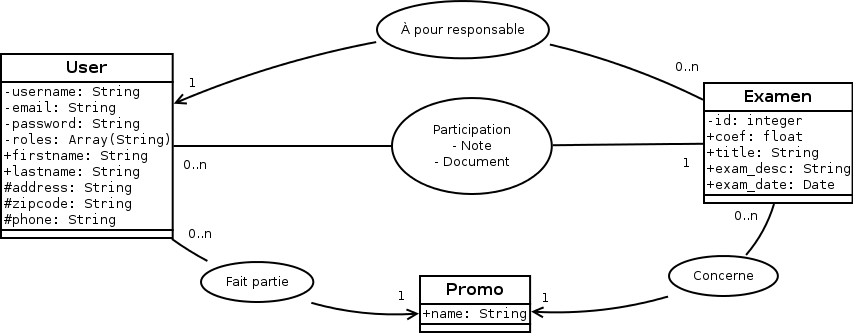 À pour responsable
1
0..n
User
-username: String
-email: String
-password: String
-roles: Array(String)
+firstname: String
+lastname: String
#address: String
#zipcode: String
#phone: String
Examen
-id: integer
+coef: float
+title: String
+exam_desc: String
+exam_date: Date
Participation
- Note
- Document
0..n
1
0..n
0..n
Fait partie
Concerne
1
1
Promo
+name: String